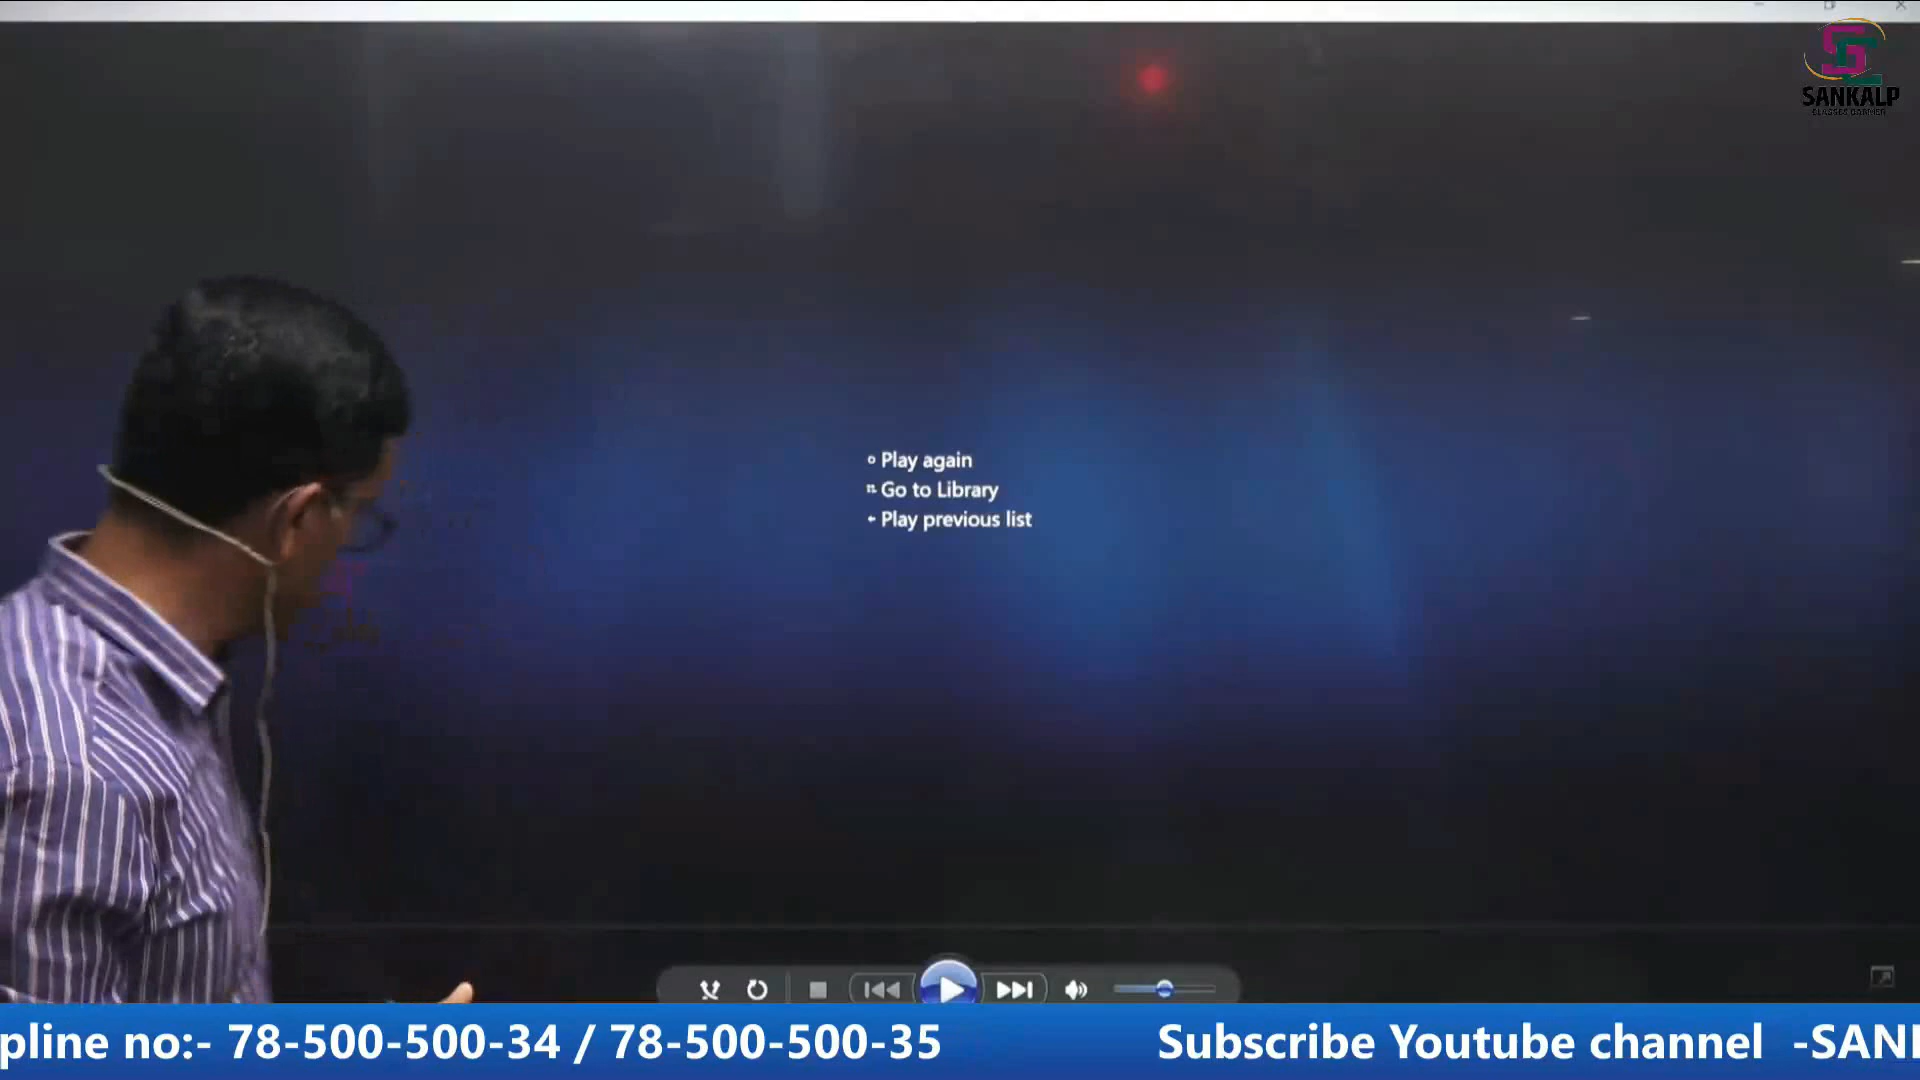 SANKALP
Play again
Go to Library
Play previous list
pline no:- 78-500-500-34 / 78-500-500-35
Subscribe Youtube channel -SAN